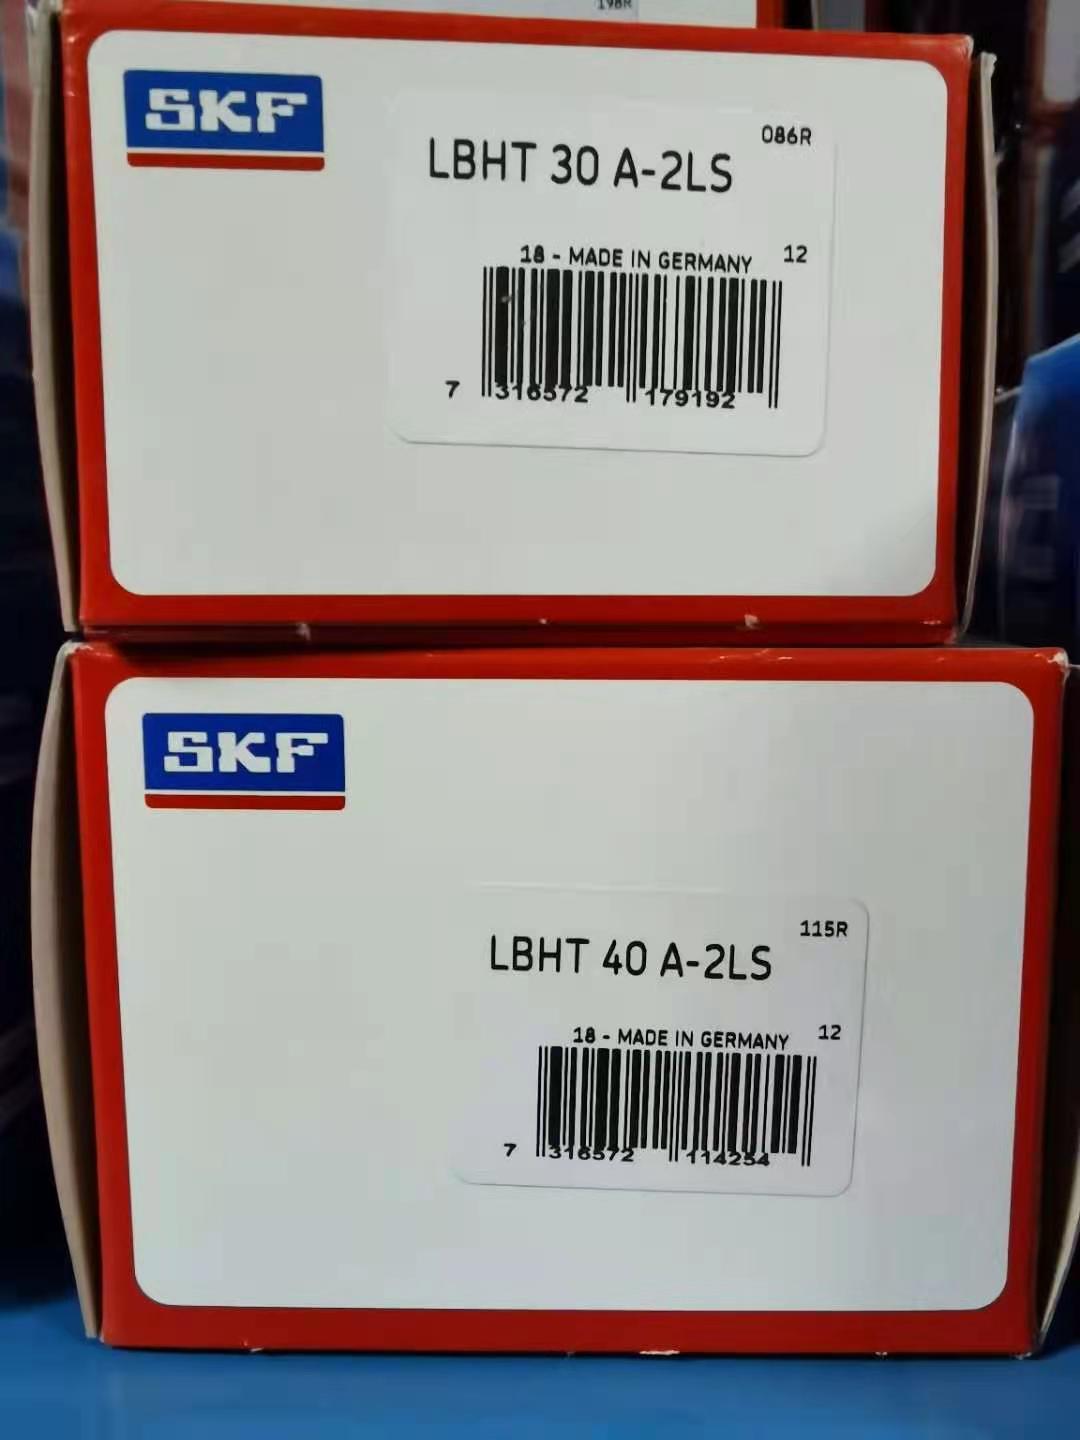 198R
SKF
086R
LBHT 30 A-2LS
18 - MADE IN GERMANY 12
7 316572 179192
SKF
115R
LBHT 40 A-2LS
18 - MADE IN GERMANY 12
7 316572 114254